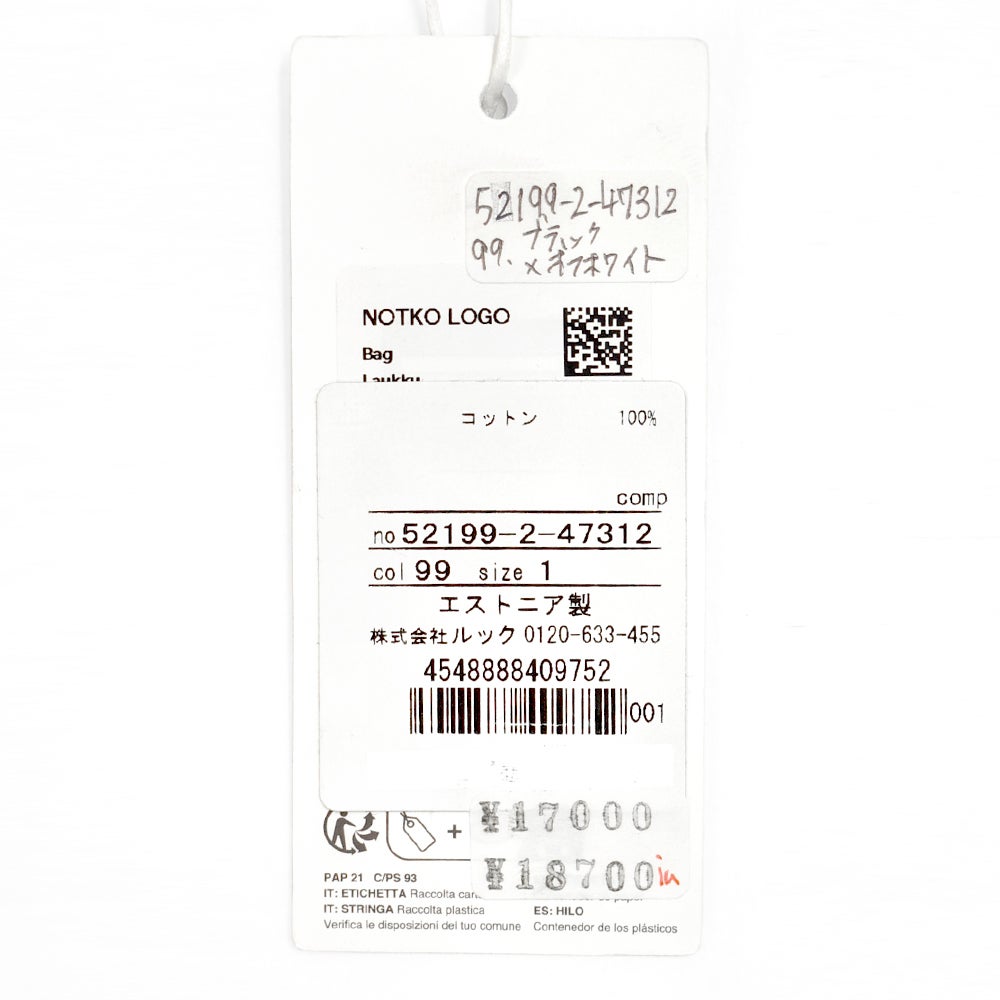 52199-2-47312
99. ブラック
×オフホワイト
NOTKO LOGO
Bag
Laukku
コットン 100%
comp
no 52199-2-47312
col 99 size 1
エストニア製
株式会社ルック 0120-633-455
4548888409752
001
¥17000
+
¥18700 in
PAP 21 C/PS 93
IT: ETICHETTA Raccolta
IT: STRINGA Raccolta plastica
Verifica le disposizioni del tuo comune
ES: HILO
Contenedor de los plásticos